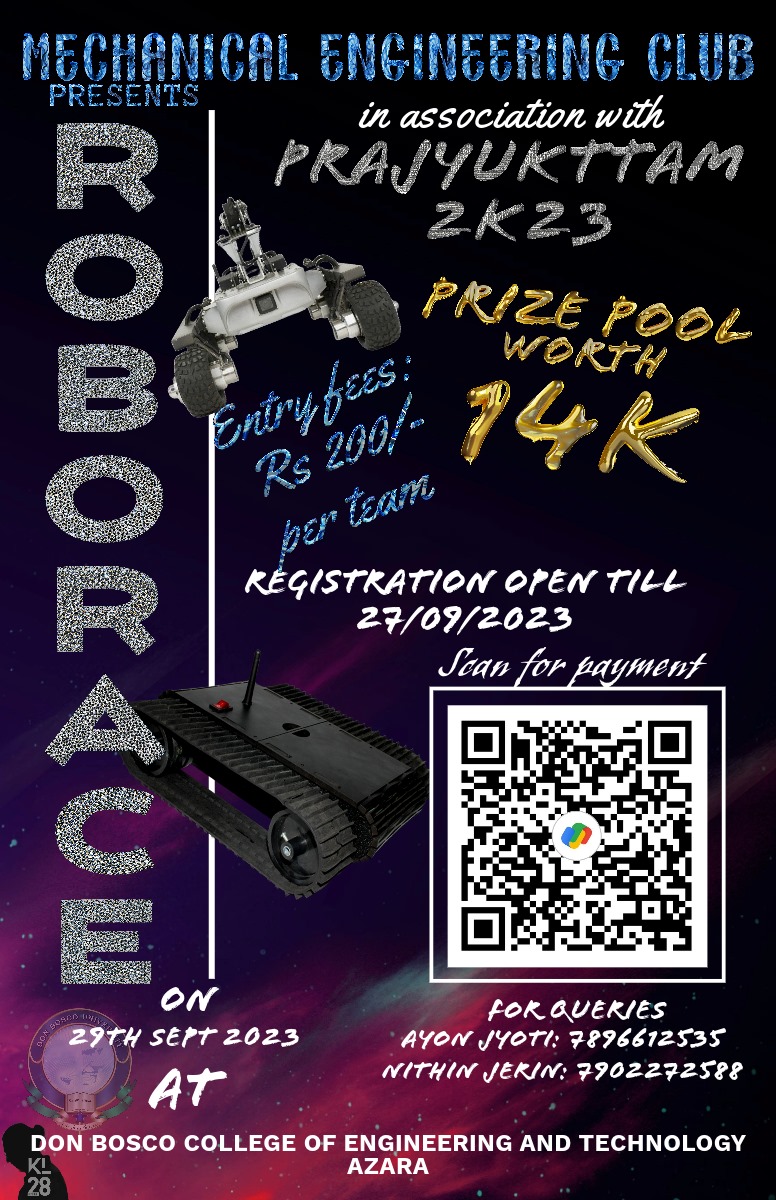 MECHANICAL ENGINEERING CLUB
PRESENTS
ROBORACE
in association with
PRAJYUKTTAM
2K23
PRIZE POOL
WORTH
14K
Entry fees:
Rs 200/-
per team
REGISTRATION OPEN TILL
27/09/2023
Scan for payment
ON
29TH SEPT 2023
AT
FOR QUERIES
AYON JYOTI: 7896612535
NITHIN JERIN: 7902272588
DON BOSCO COLLEGE OF ENGINEERING AND TECHNOLOGY
AZARA
DON BOSCO
KL
28